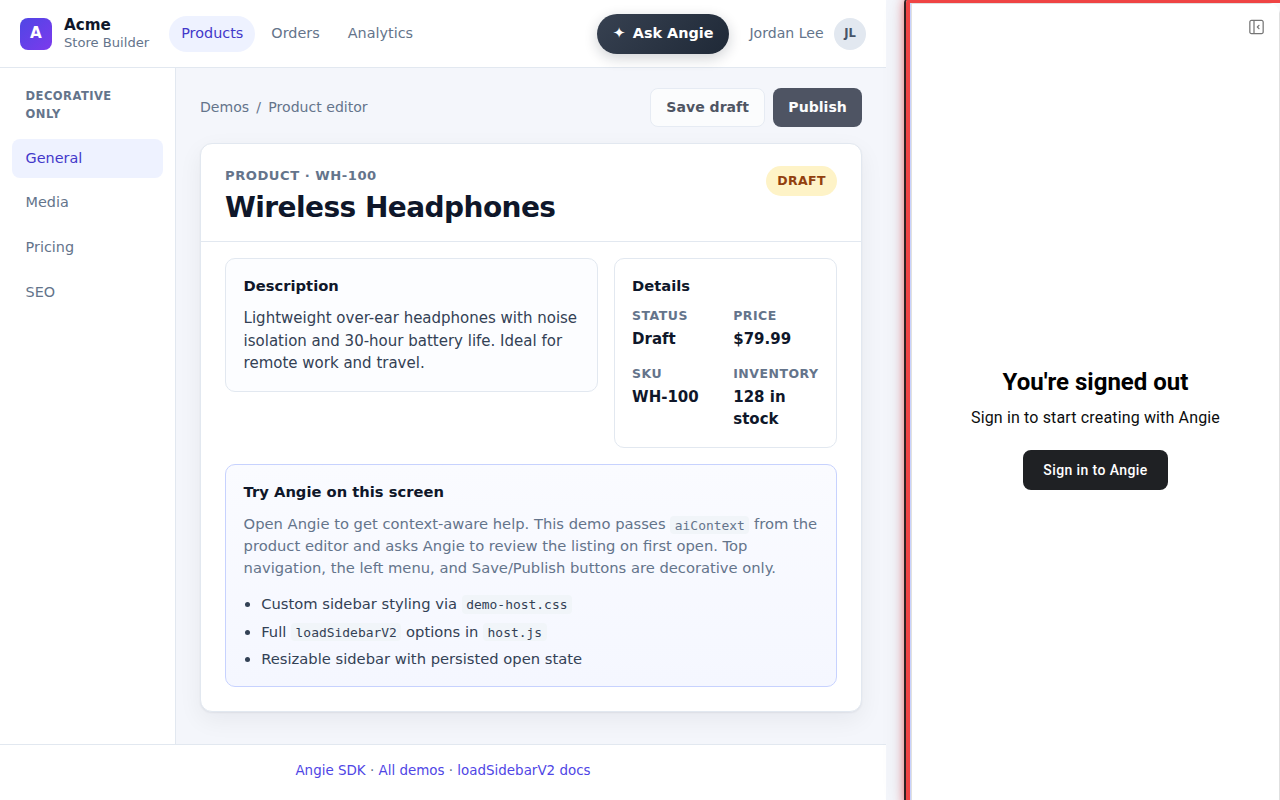 A
Acme
Store Builder
Products
Orders
Analytics
✦ Ask Angie
Jordan Lee
JL
DECORATIVE
ONLY
General
Media
Pricing
SEO
Demos / Product editor
Save draft
Publish
PRODUCT · WH-100
Wireless Headphones
DRAFT
Description
Lightweight over-ear headphones with noise
isolation and 30-hour battery life. Ideal for
remote work and travel.
Details
STATUS
Draft
PRICE
$79.99
SKU
WH-100
INVENTORY
128 in
stock
Try Angie on this screen
Open Angie to get context-aware help. This demo passes aiContext from the
product editor and asks Angie to review the listing on first open. Top
navigation, the left menu, and Save/Publish buttons are decorative only.
• Custom sidebar styling via demo-host.css
• Full loadSidebarV2 options in host.js
• Resizable sidebar with persisted open state
Angie SDK · All demos · loadSidebarV2 docs
You're signed out
Sign in to start creating with Angie
Sign in to Angie